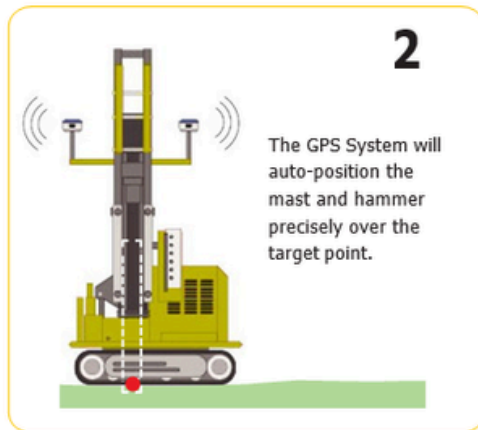 2
The GPS System will
auto-position the
mast and hammer
precisely over the
target point.